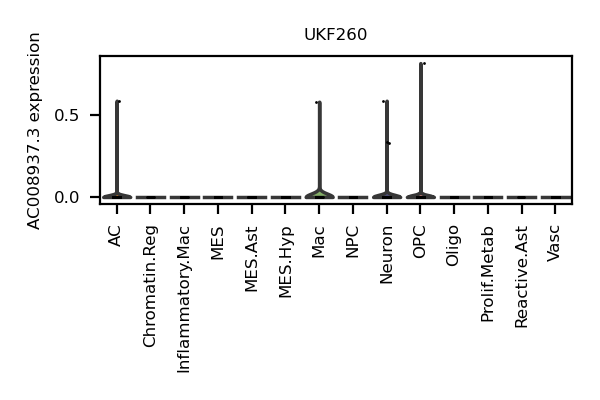 UKF260
AC008937.3 expression
0.5
0.0
AC
Chromatin.Reg
Inflammatory.Mac
MES
MES.Ast
MES.Hyp
Mac
NPC
Neuron
OPC
Oligo
Prolif.Metab
Reactive.Ast
Vasc